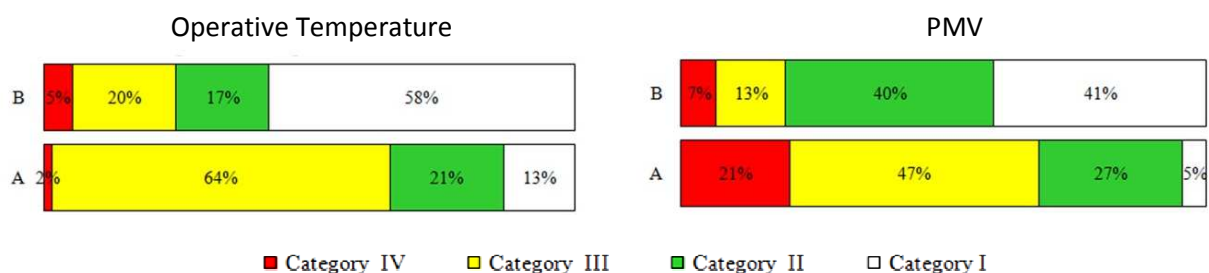 Operative Temperature PMV
B 5% 20% 17% 58%
B 7% 13% 40% 41%
A 2% 64% 21% 13%
A 21% 47% 27% 5%
Category IV Category III Category II Category I